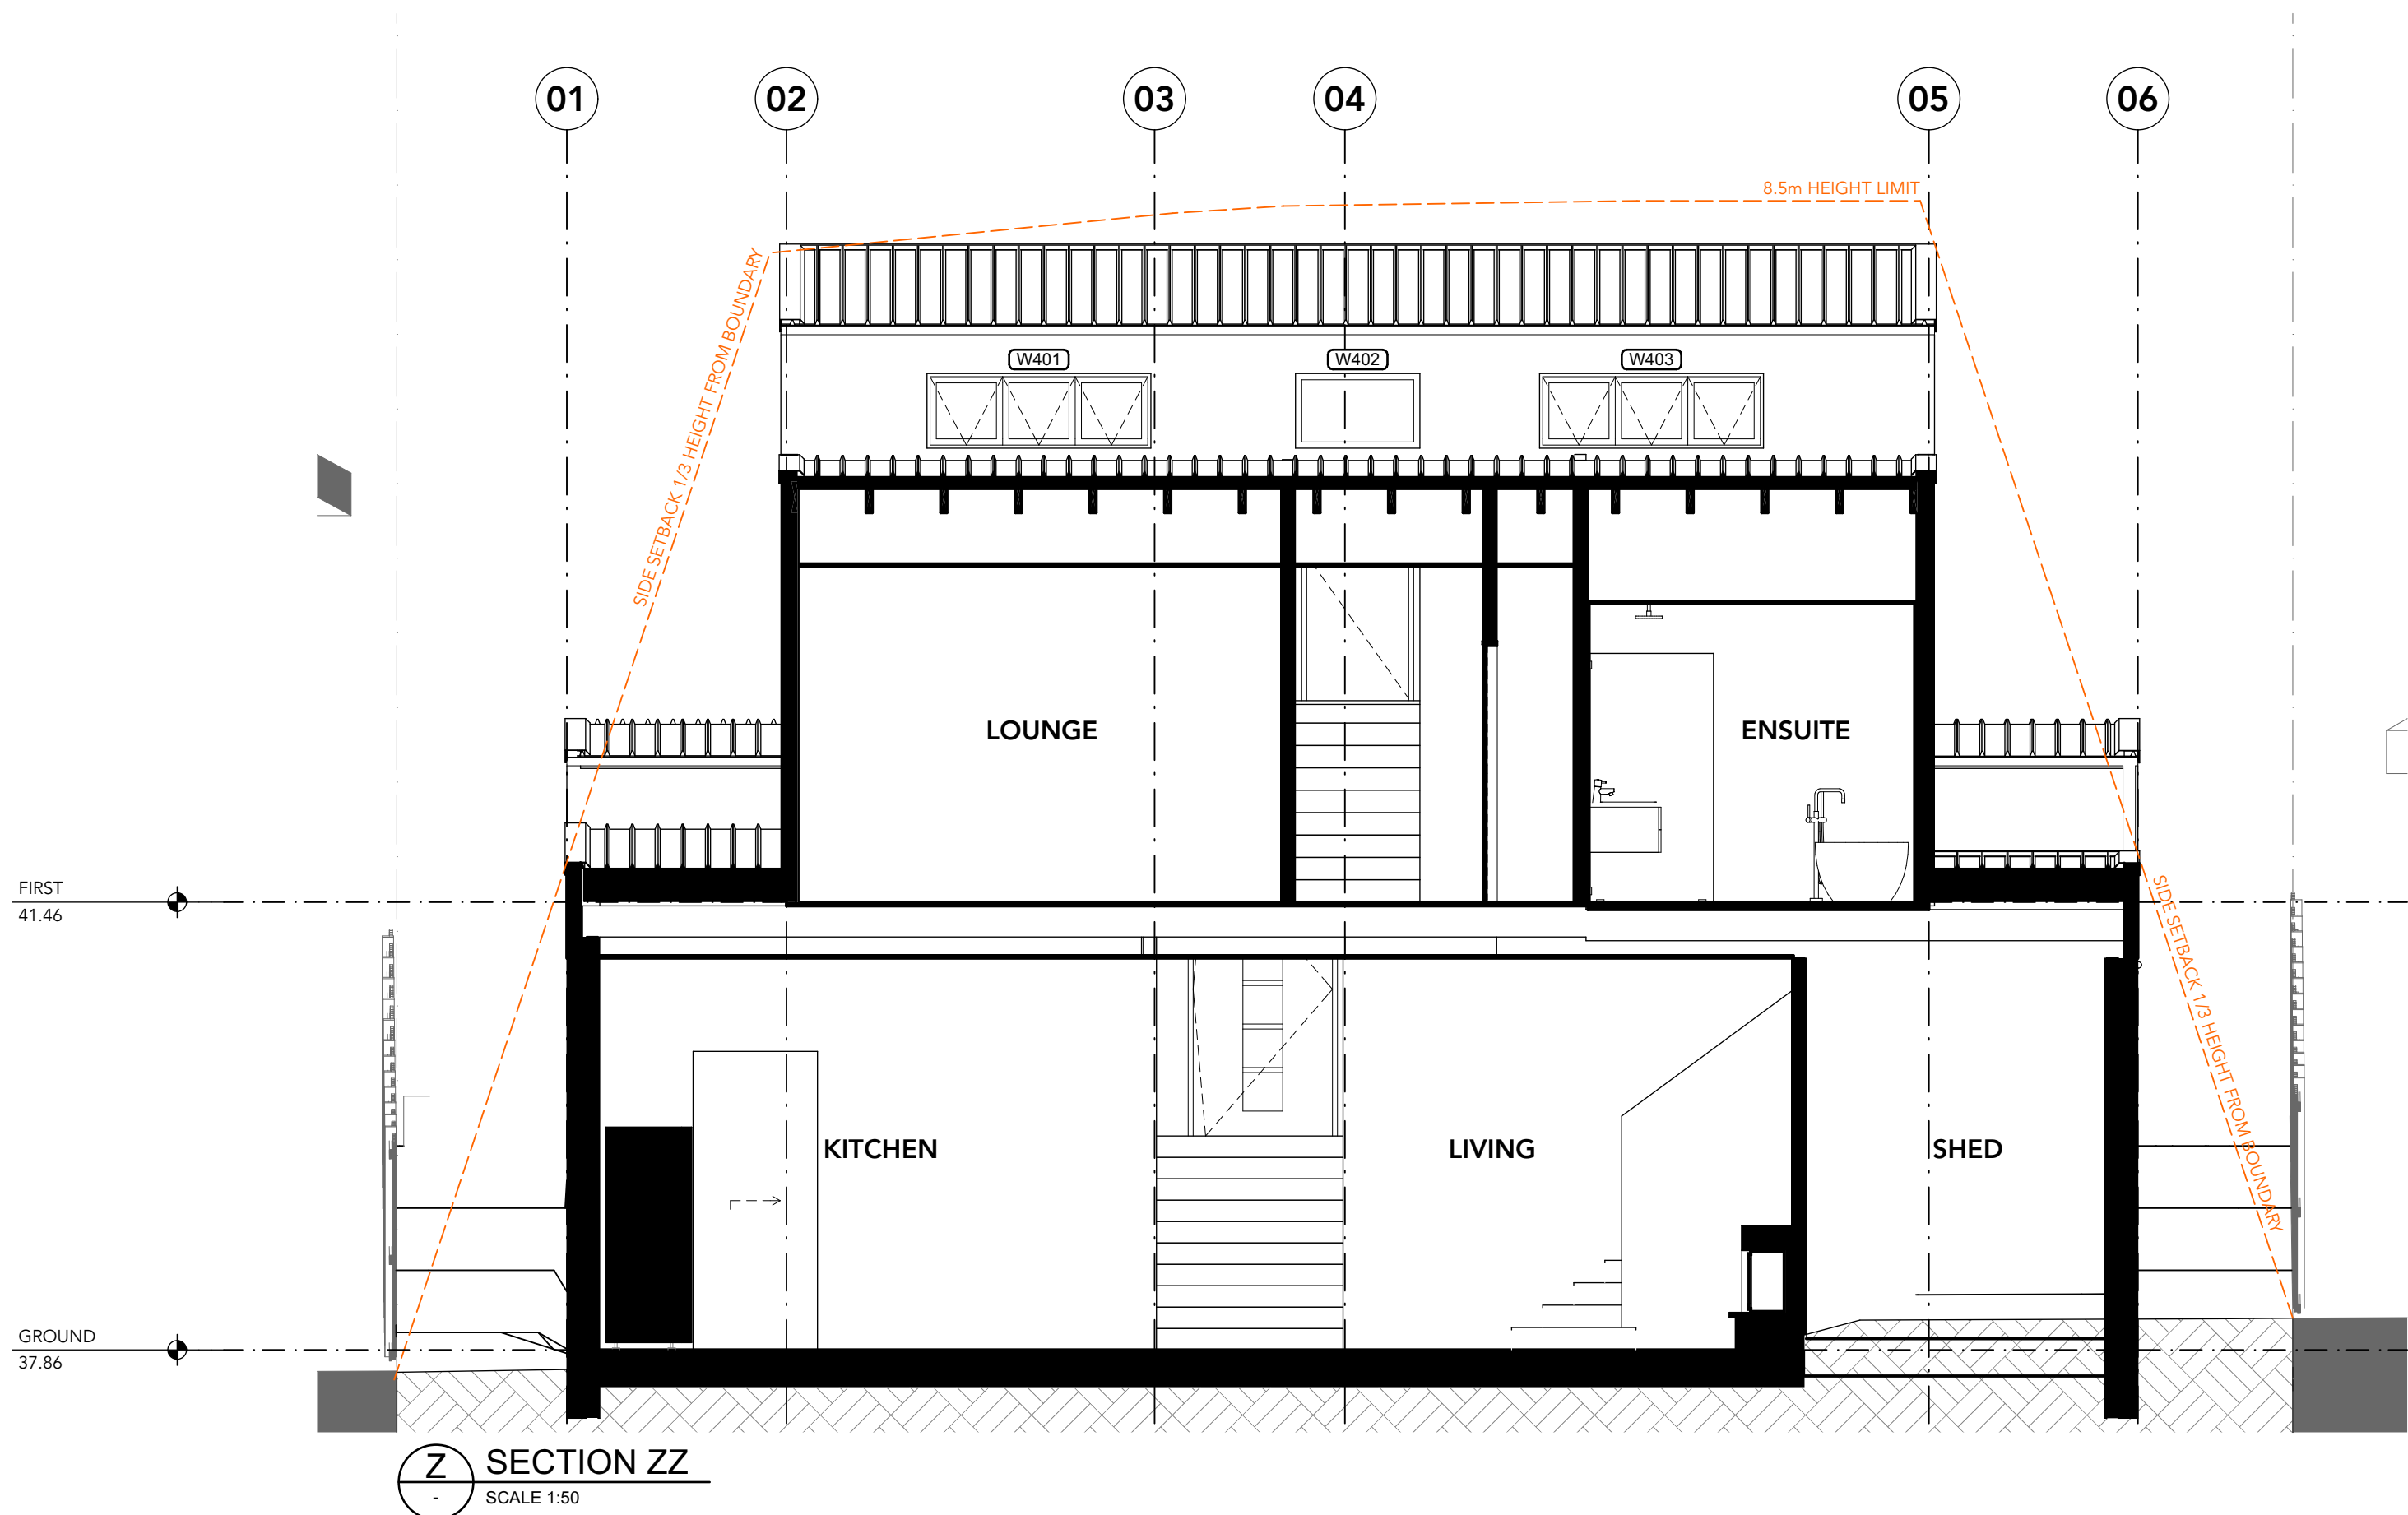 01 02 03 04 05 06
8.5m HEIGHT LIMIT
SIDE SETBACK 1/3 HEIGHT FROM BOUNDARY
W401 W402 W403
LOUNGE ENSUITE
FIRST
41.46
SIDE SETBACK 1/3 HEIGHT FROM BOUNDARY
KITCHEN LIVING SHED
GROUND
37.86
Z SECTION ZZ
- SCALE 1:50